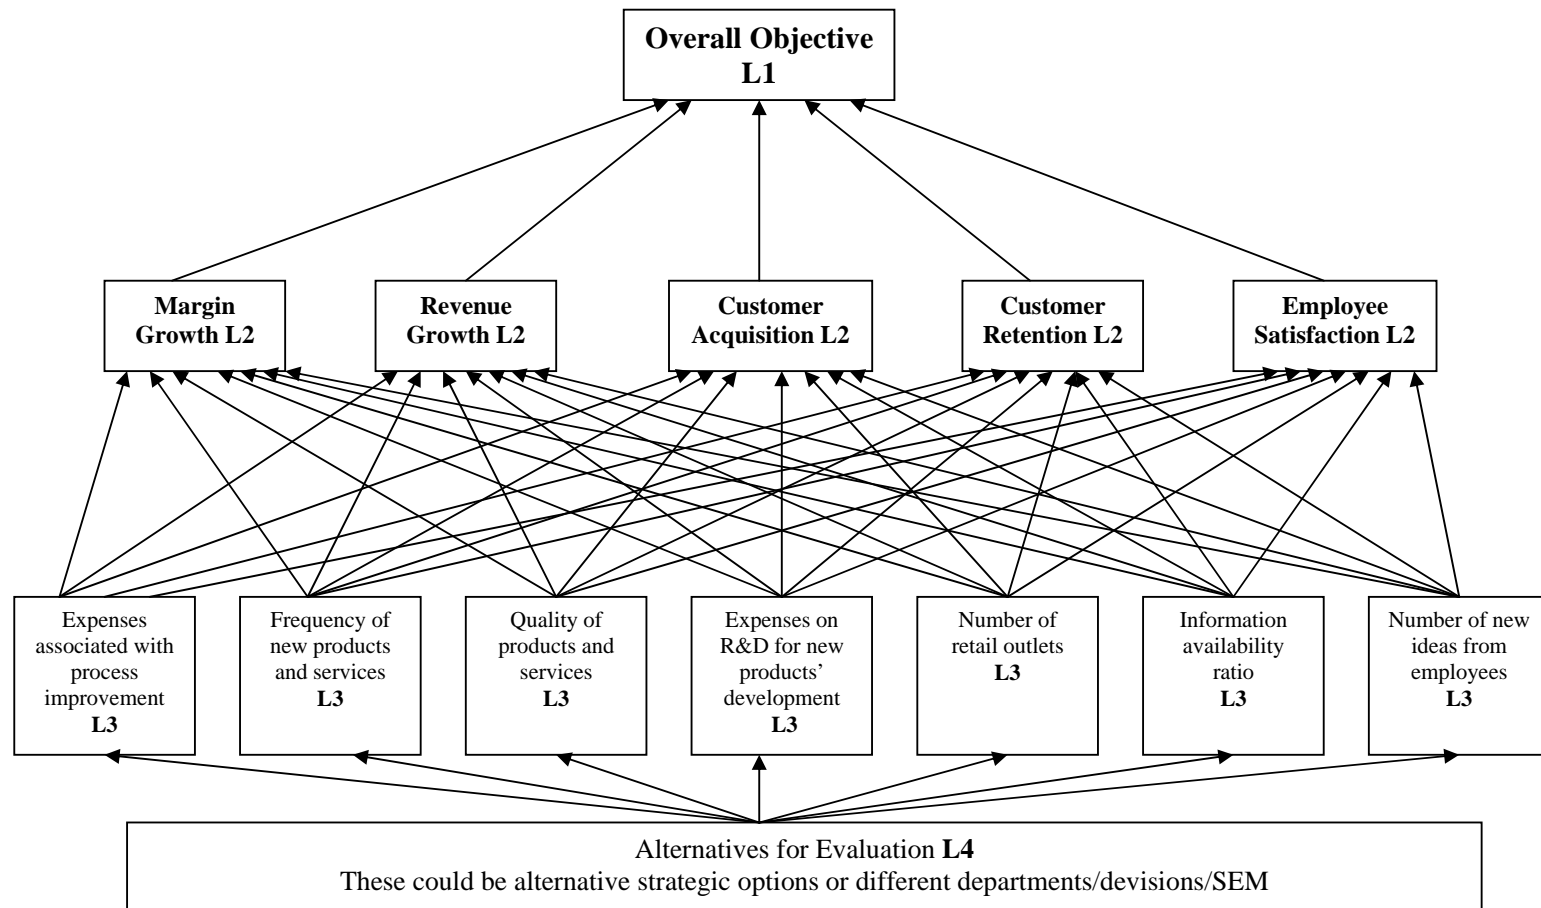 Overall Objective
L1
Margin
Growth L2
Revenue
Growth L2
Customer
Acquisition L2
Customer
Retention L2
Employee
Satisfaction L2
Expenses
associated with
process
improvement
L3
Frequency of
new products
and services
L3
Quality of
products and
services
L3
Expenses on
R&D for new
products’
development
L3
Number of
retail outlets
L3
Information
availability
ratio
L3
Number of new
ideas from
employees
L3
Alternatives for Evaluation L4
These could be alternative strategic options or different departments/devisions/SEM